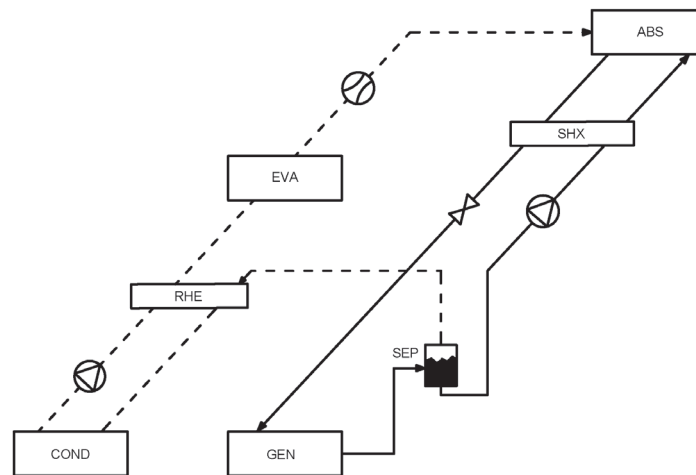 ABS
SHX
EVA
RHE
SEP
COND
GEN